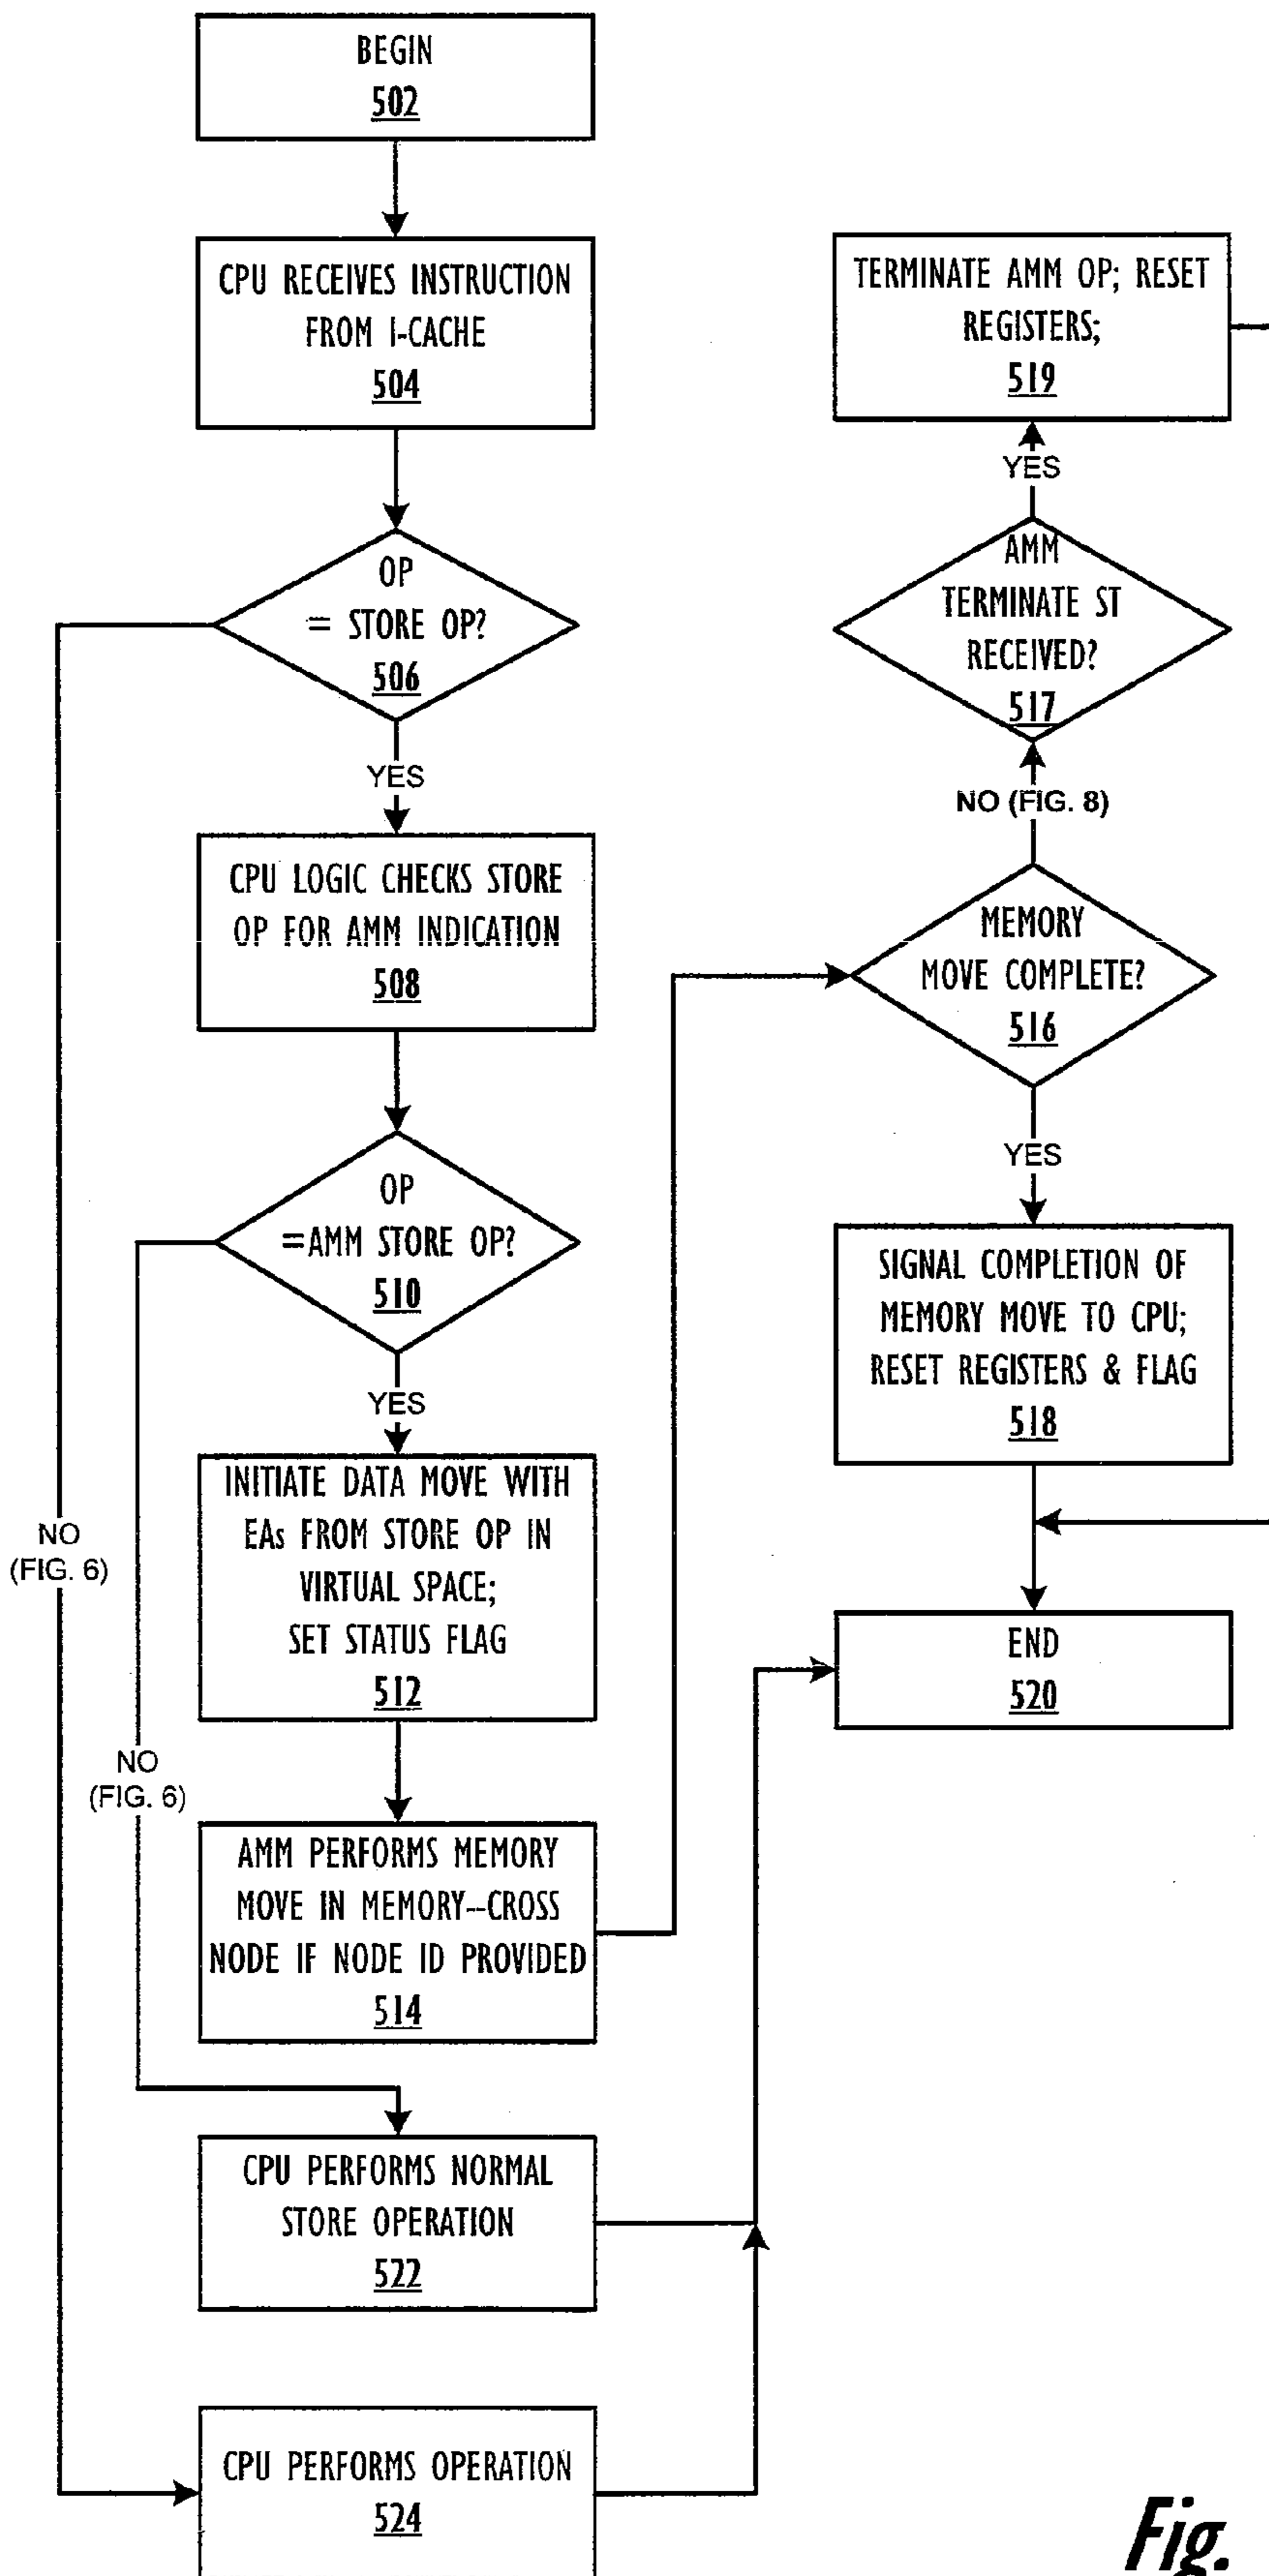 BEGIN
502
CPU RECEIVES INSTRUCTION
FROM I-CACHE
504
OP
= STORE OP?
506
YES
CPU LOGIC CHECKS STORE
OP FOR AMM INDICATION
508
OP
=AMM STORE OP?
510
YES
INITIATE DATA MOVE WITH
EAs FROM STORE OP IN
VIRTUAL SPACE;
SET STATUS FLAG
512
NO
(FIG. 6)
NO
(FIG. 6)
AMM PERFORMS MEMORY
MOVE IN MEMORY--CROSS
NODE IF NODE ID PROVIDED
514
CPU PERFORMS NORMAL
STORE OPERATION
522
CPU PERFORMS OPERATION
524
TERMINATE AMM OP; RESET
REGISTERS;
519
YES
AMM
TERMINATE ST
RECEIVED?
517
NO (FIG. 8)
MEMORY
MOVE COMPLETE?
516
YES
SIGNAL COMPLETION OF
MEMORY MOVE TO CPU;
RESET REGISTERS & FLAG
518
END
520
Fig.